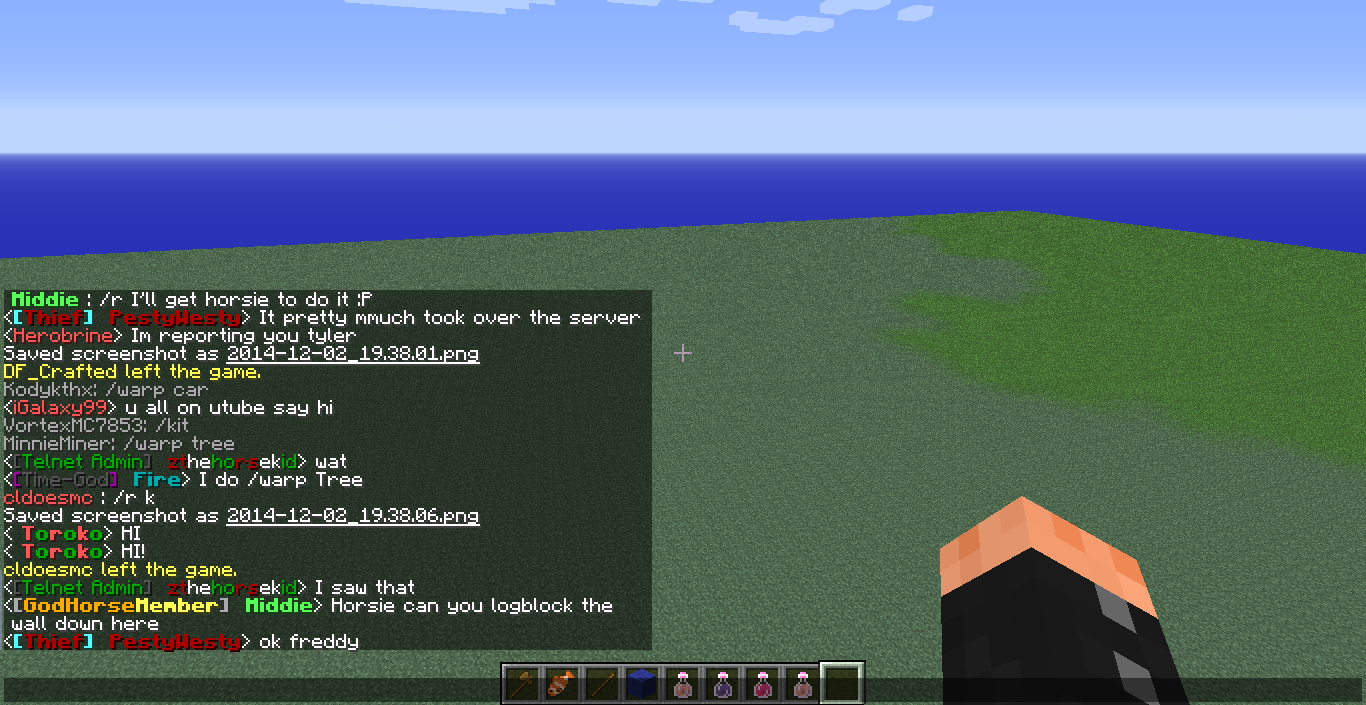 Middie : /r I'll get horsie to do it :P
<[Thief] PestyWesty> It pretty mmuch took over the server
<Herobrine> Im reporting you tyler
Saved screenshot as 2014-12-02_19.38.01.png
DF_Crafted left the game.
Kodykthx: /warp car
<iGalaxy99> u all on utube say hi
VortexMC7853: /kit
MinnieMiner: /warp tree
<[Telnet Admin] zthehorsekid> wat
<[Time-God] Fire> I do /warp Tree
cldoesmc : /r k
Saved screenshot as 2014-12-02_19.38.06.png
< Toroko> HI
< Toroko> HI!
cldoesmc left the game.
<[Telnet Admin] zthehorsekid> I saw that
<[GodHorseMember] Middie> Horsie can you logblock the
wall down here
<[Thief] PestyWesty> ok freddy